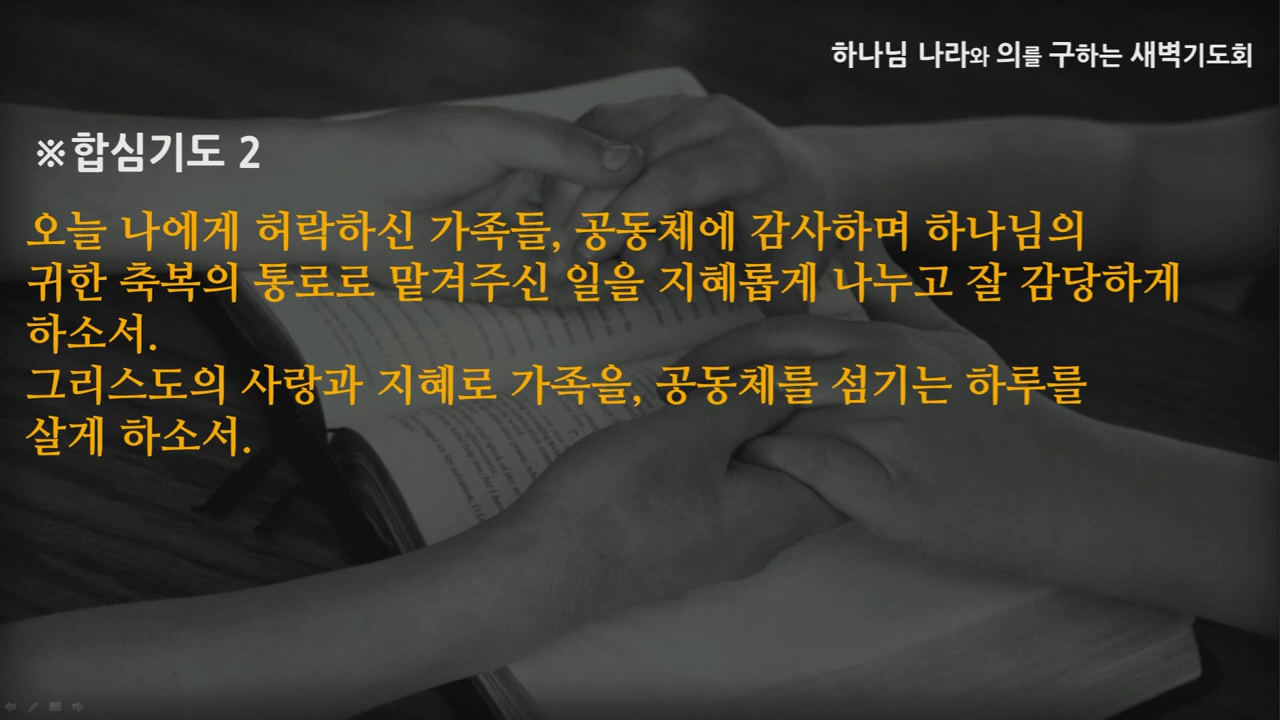 하나님 나라와 의를 구하는 새벽기도회
※합심기도 2
오늘 나에게 허락하신 가족들, 공동체에 감사하며 하나님의
귀한 축복의 통로로 맡겨주신 일을 지혜롭게 나누고 잘 감당하게
하소서.
그리스도의 사랑과 지혜로 가족을, 공동체를 섬기는 하루를
살게 하소서.